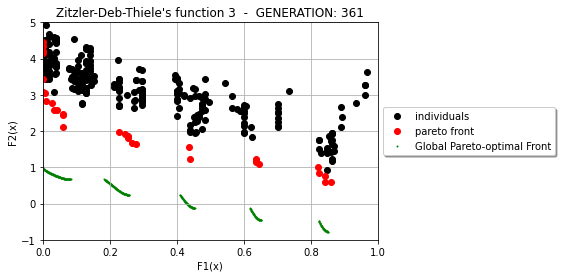 Zitzler-Deb-Thiele's function 3 - GENERATION: 361
5
4
3
2
1
0
-1
F2(x)
0.0 0.2 0.4 0.6 0.8 1.0
F1(x)
individuals
pareto front
Global Pareto-optimal Front